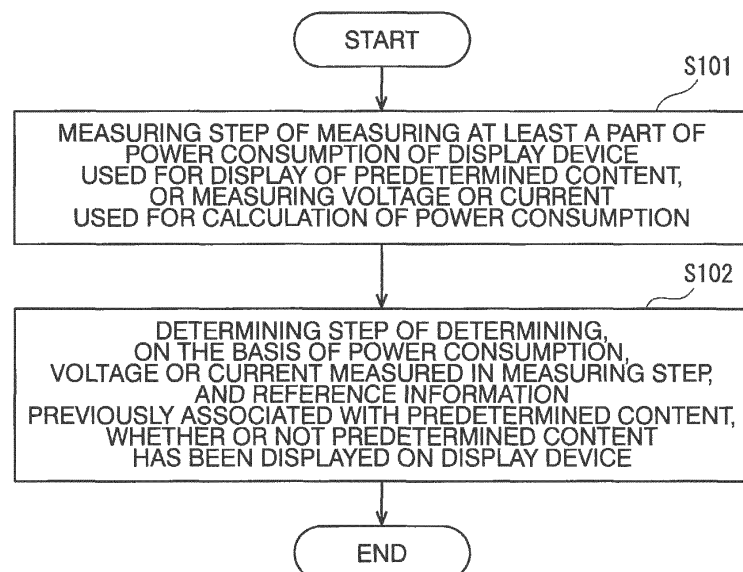 START
S101
MEASURING STEP OF MEASURING AT LEAST A PART OF
POWER CONSUMPTION OF DISPLAY DEVICE
USED FOR DISPLAY OF PREDETERMINED CONTENT,
OR MEASURING VOLTAGE OR CURRENT
USED FOR CALCULATION OF POWER CONSUMPTION
S102
DETERMINING STEP OF DETERMINING,
ON THE BASIS OF POWER CONSUMPTION,
VOLTAGE OR CURRENT MEASURED IN MEASURING STEP,
AND REFERENCE INFORMATION
PREVIOUSLY ASSOCIATED WITH PREDETERMINED CONTENT,
WHETHER OR NOT PREDETERMINED CONTENT
HAS BEEN DISPLAYED ON DISPLAY DEVICE
END